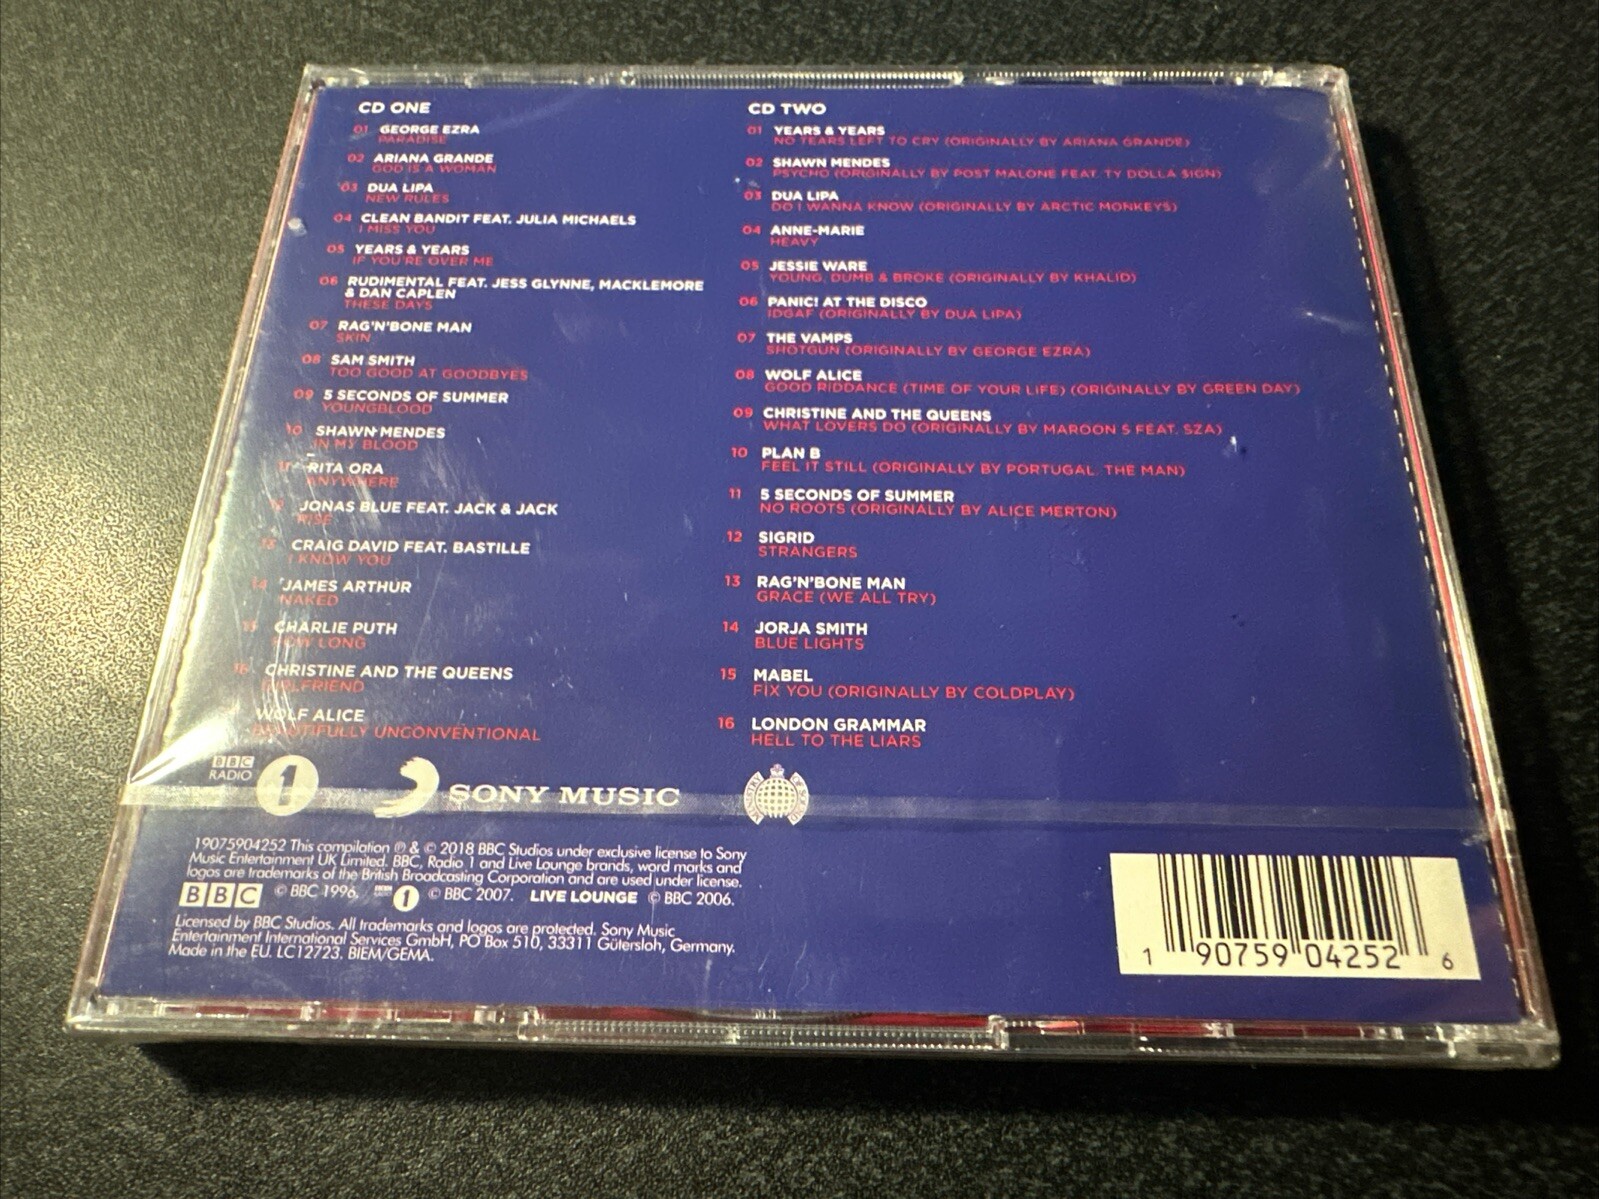 CD ONE
01 GEORGE EZRA
PARADISE
02 ARIANA GRANDE
GOD IS A WOMAN
03 DUA LIPA
NEW RULES
04 CLEAN BANDIT FEAT. JULIA MICHAELS
I MISS YOU
05 YEARS & YEARS
IF YOU'RE OVER ME
06 RUDIMENTAL FEAT. JESS GLYNNE, MACKLEMORE
& DAN CAPLEN
THESE DAYS
07 RAG'N'BONE MAN
SKIN
08 SAM SMITH
TOO GOOD AT GOODBYES
09 5 SECONDS OF SUMMER
YOUNGBLOOD
10 SHAWN MENDES
IN MY BLOOD
11 RITA ORA
ANYWHERE
12 JONAS BLUE FEAT. JACK & JACK
RISE
13 CRAIG DAVID FEAT. BASTILLE
I KNOW YOU
14 JAMES ARTHUR
NAKED
15 CHARLIE PUTH
HOW LONG
16 CHRISTINE AND THE QUEENS
GIRLFRIEND
WOLF ALICE
BEAUTIFULLY UNCONVENTIONAL
CD TWO
01 YEARS & YEARS
NO TEARS LEFT TO CRY (ORIGINALLY BY ARIANA GRANDE)
02 SHAWN MENDES
PSYCHO (ORIGINALLY BY POST MALONE FEAT. TY DOLLA $IGN)
03 DUA LIPA
DO I WANNA KNOW (ORIGINALLY BY ARCTIC MONKEYS)
04 ANNE-MARIE
HEAVY
05 JESSIE WARE
YOUNG, DUMB & BROKE (ORIGINALLY BY KHALID)
06 PANIC! AT THE DISCO
IDGAF (ORIGINALLY BY DUA LIPA)
07 THE VAMPS
SHOTGUN (ORIGINALLY BY GEORGE EZRA)
08 WOLF ALICE
GOOD RIDDANCE (TIME OF YOUR LIFE) (ORIGINALLY BY GREEN DAY)
09 CHRISTINE AND THE QUEENS
WHAT LOVERS DO (ORIGINALLY BY MAROON 5 FEAT. SZA)
10 PLAN B
FEEL IT STILL (ORIGINALLY BY PORTUGAL. THE MAN)
11 5 SECONDS OF SUMMER
NO ROOTS (ORIGINALLY BY ALICE MERTON)
12 SIGRID
STRANGERS
13 RAG'N'BONE MAN
GRACE (WE ALL TRY)
14 JORJA SMITH
BLUE LIGHTS
15 MABEL
FIX YOU (ORIGINALLY BY COLDPLAY)
16 LONDON GRAMMAR
HELL TO THE LIARS
BBC
RADIO 1
SONY MUSIC
MINISTRY OF SOUND
19075904252 This compilation ℗ & © 2018 BBC Studios under exclusive license to Sony
Music Entertainment UK Limited. BBC, Radio 1 and Live Lounge brands, word marks and
logos are trademarks of the British Broadcasting Corporation and are used under license.
BBC © BBC 1996. 1 © BBC 2007. LIVE LOUNGE © BBC 2006.
Licensed by BBC Studios. All trademarks and logos are protected. Sony Music
Entertainment International Services GmbH, PO Box 510, 33311 Gütersloh, Germany.
Made in the EU. LC12723. BIEM/GEMA.
1 90759 04252 6